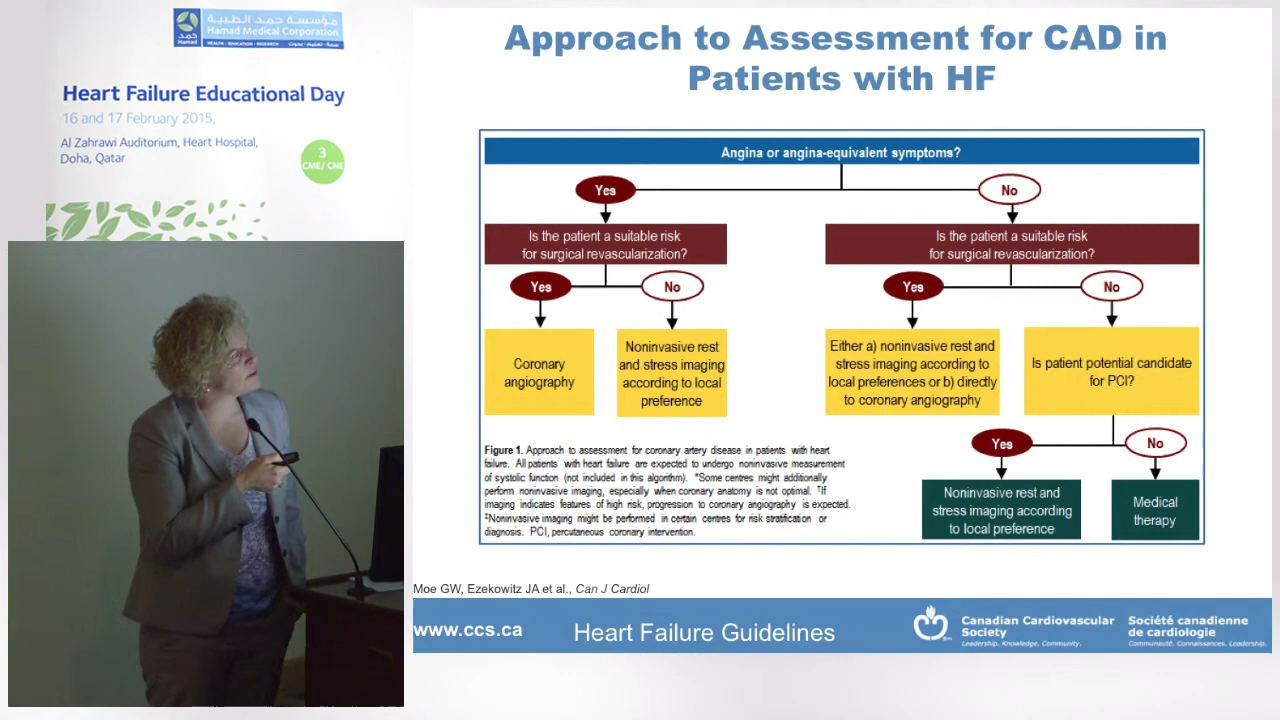 مؤسسة حمد الطبية
Hamad Medical Corporation
حمد
Hamad
HEALTH • EDUCATION • RESEARCH صحة • تعليم • بحوث
Heart Failure Educational Day
16 and 17 February 2015,
Al Zahrawi Auditorium, Heart Hospital,
Doha, Qatar
3
CME/ CNE
Approach to Assessment for CAD in
Patients with HF
Angina or angina-equivalent symptoms?
Yes
No
Is the patient a suitable risk
for surgical revascularization?
Is the patient a suitable risk
for surgical revascularization?
Yes
No
Yes
No
Coronary
angiography
Noninvasive rest
and stress imaging
according to local
preference
Either a) noninvasive rest and
stress imaging according to
local preferences or b) directly
to coronary angiography
Is patient potential candidate
for PCI?
Yes
No
Noninvasive rest and
stress imaging according
to local preference
Medical
therapy
Figure 1. Approach to assessment for coronary artery disease in patients with heart
failure. All patients with heart failure are expected to undergo noninvasive measurement
of systolic function (not included in this algorithm). *Some centres might additionally
perform noninvasive imaging, especially when coronary anatomy is not optimal. †If
imaging indicates features of high risk, progression to coronary angiography is expected.
‡Noninvasive imaging might be performed in certain centres for risk stratification or
diagnosis. PCI, percutaneous coronary intervention.
Moe GW, Ezekowitz JA et al., Can J Cardiol
www.ccs.ca
Heart Failure Guidelines
Canadian Cardiovascular
Society
Leadership. Knowledge. Community.
Société canadienne
de cardiologie
Communauté. Connaissances. Leadership.